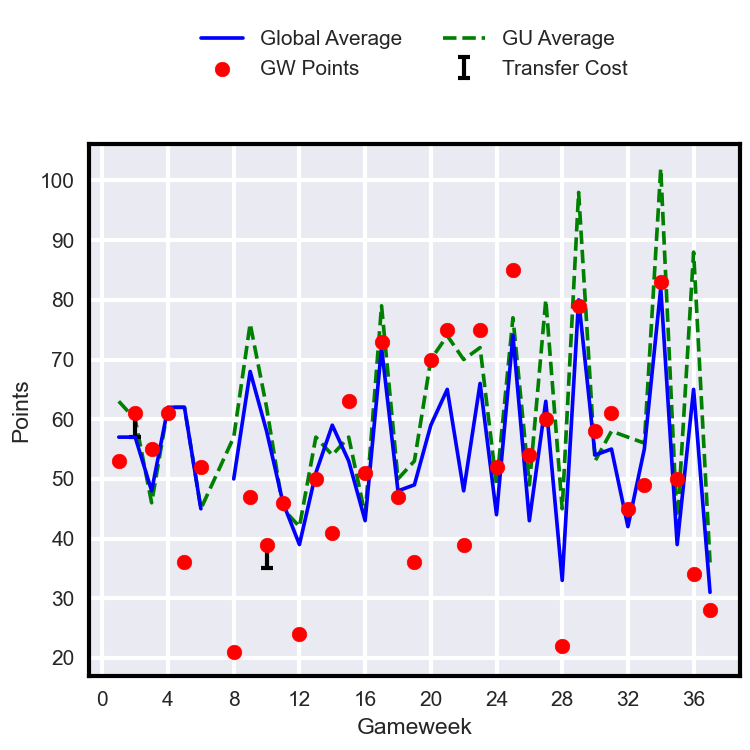 Global Average
GU Average
GW Points
Transfer Cost
100
90
80
70
60
50
40
30
20
Points
0 4 8 12 16 20 24 28 32 36
Gameweek